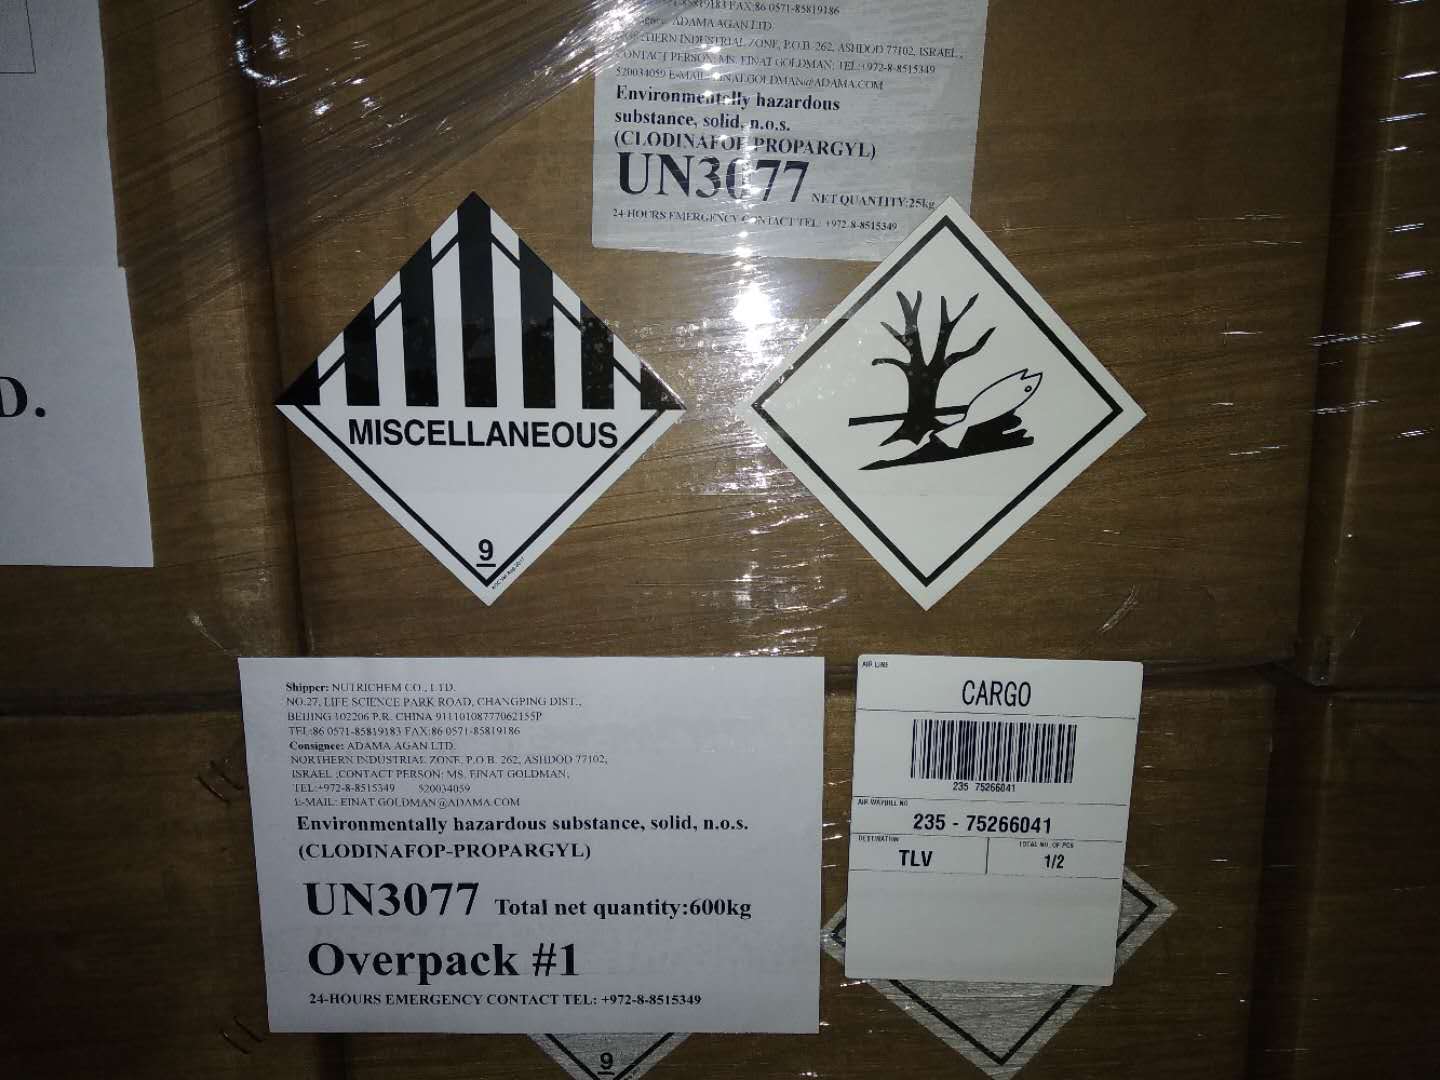 -85819183 FAX:86 0571-85819186
ADAMA AGAN LTD.
NORTHERN INDUSTRIAL ZONE, P.O.B. 262, ASHDOD 77102, ISRAEL ,
CONTACT PERSON: MS. EINAT GOLDMAN; TEL:+972-8-8515349
520034059 E-MAIL: EINAT.GOLDMAN@ADAMA.COM
Environmentally hazardous
substance, solid, n.o.s.
(CLODINAFOP-PROPARGYL)
UN3077 NET QUANTITY:25kg
24-HOURS EMERGENCY CONTACT TEL: +972-8-8515349
D.
MISCELLANEOUS
9
Shipper: NUTRICHEM CO., LTD.
NO.27, LIFE SCIENCE PARK ROAD, CHANGPING DIST.,
BEIJING 102206 P.R. CHINA 91110108777062155P
TEL:86 0571-85819183 FAX:86 0571-85819186
Consignee: ADAMA AGAN LTD.
NORTHERN INDUSTRIAL ZONE, P.O.B. 262, ASHDOD 77102,
ISRAEL ;CONTACT PERSON: MS. EINAT GOLDMAN;
TEL:+972-8-8515349 520034059
E-MAIL: EINAT.GOLDMAN@ADAMA.COM
Environmentally hazardous substance, solid, n.o.s.
(CLODINAFOP-PROPARGYL)
UN3077 Total net quantity:600kg
Overpack #1
24-HOURS EMERGENCY CONTACT TEL: +972-8-8515349
AIR LINE
CARGO
235 75266041
AIR WAYBILL NO
235 - 75266041
DESTINATION
TLV
TOTAL NO. OF PCS
1/2
9